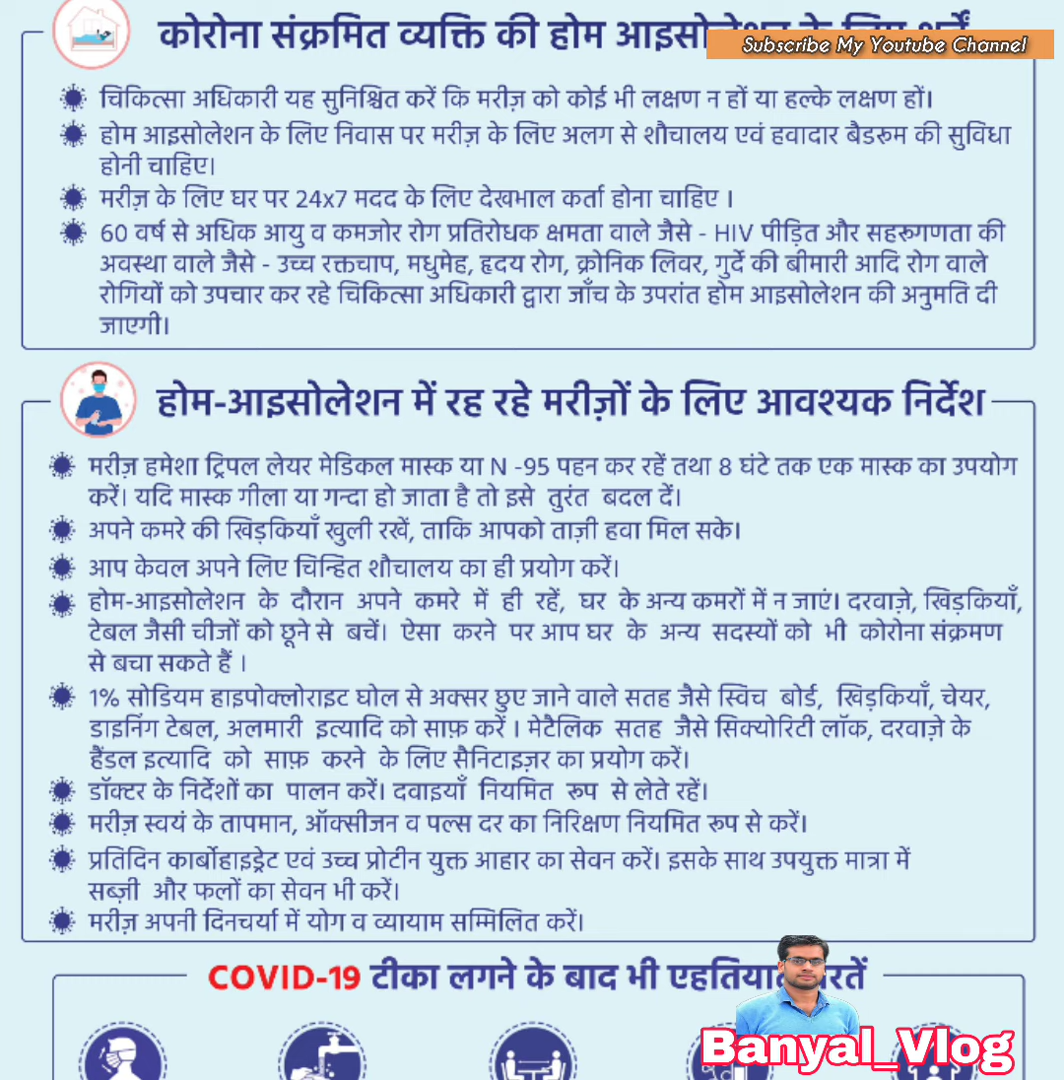 कोरोना संक्रमित व्यक्ति की होम
Subscribe My Youtube Channel
चिकित्सा अधिकारी यह सुनिश्चित करें कि मरीज़ को कोई भी लक्षण न हों या हल्के लक्षण हों।
होम आइसोलेशन के लिए निवास पर मरीज़ के लिए अलग से शौचालय एवं हवादार बैडरूम की सुविधा
होनी चाहिए।
मरीज़ के लिए घर पर 24x7 मदद के लिए देखभाल कर्ता होना चाहिए ।
60 वर्ष से अधिक आयु व कमजोर रोग प्रतिरोधक क्षमता वाले जैसे - HIV पीड़ित और सहरूगणता की
अवस्था वाले जैसे - उच्च रक्तचाप, मधुमेह, हृदय रोग, क्रोनिक लिवर, गुर्दे की बीमारी आदि रोग वाले
रोगियों को उपचार कर रहे चिकित्सा अधिकारी द्वारा जाँच के उपरांत होम आइसोलेशन की अनुमति दी
जाएगी।
होम-आइसोलेशन में रह रहे मरीज़ों के लिए आवश्यक निर्देश
मरीज़ हमेशा ट्रिपल लेयर मेडिकल मास्क या N -95 पहन कर रहें तथा 8 घंटे तक एक मास्क का उपयोग
करें। यदि मास्क गीला या गन्दा हो जाता है तो इसे तुरंत बदल दें।
अपने कमरे की खिड़कियाँ खुली रखें, ताकि आपको ताज़ी हवा मिल सके।
आप केवल अपने लिए चिन्हित शौचालय का ही प्रयोग करें।
होम-आइसोलेशन के दौरान अपने कमरे में ही रहें, घर के अन्य कमरों में न जाएं। दरवाज़े, खिड़कियाँ,
टेबल जैसी चीजों को छूने से बचें। ऐसा करने पर आप घर के अन्य सदस्यों को भी कोरोना संक्रमण
से बचा सकते हैं ।
1% सोडियम हाइपोक्लोराइट घोल से अक्सर छुए जाने वाले सतह जैसे स्विच बोर्ड, खिड़कियाँ, चेयर,
डाइनिंग टेबल, अलमारी इत्यादि को साफ़ करें । मेटैलिक सतह जैसे सिक्योरिटी लॉक, दरवाज़े के
हैंडल इत्यादि को साफ़ करने के लिए सैनिटाइज़र का प्रयोग करें।
डॉक्टर के निर्देशों का पालन करें। दवाइयाँ नियमित रूप से लेते रहें।
मरीज़ स्वयं के तापमान, ऑक्सीजन व पल्स दर का निरिक्षण नियमित रूप से करें।
प्रतिदिन कार्बोहाइड्रेट एवं उच्च प्रोटीन युक्त आहार का सेवन करें। इसके साथ उपयुक्त मात्रा में
सब्ज़ी और फलों का सेवन भी करें।
मरीज़ अपनी दिनचर्या में योग व व्यायाम सम्मिलित करें।
COVID-19 टीका लगने के बाद भी
Banyal_Vlog